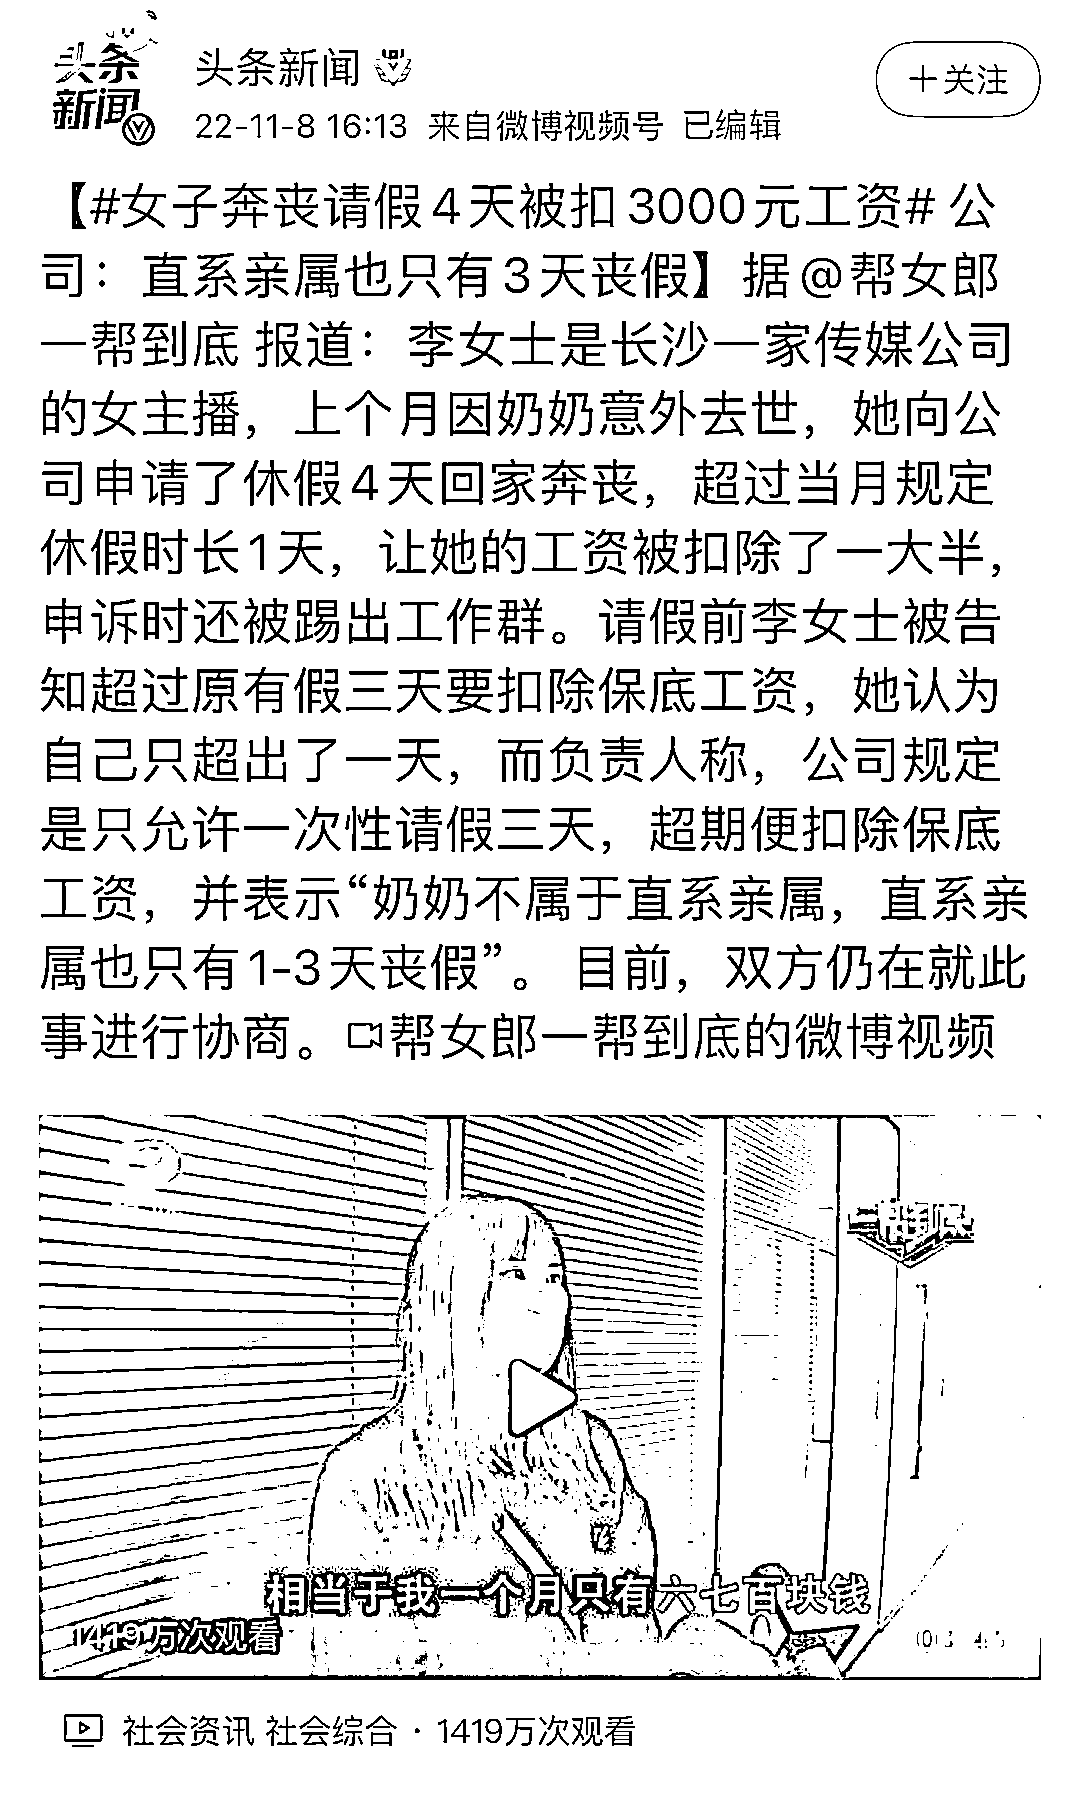 头条
新闻
头条新闻
22-11-8 16:13 来自微博视频号 已编辑
+关注
【#女子奔丧请假4天被扣3000元工资# 公
司：直系亲属也只有3天丧假】据@帮女郎
一帮到底 报道：李女士是长沙一家传媒公司
的女主播，上个月因奶奶意外去世，她向公
司申请了休假4天回家奔丧，超过当月规定
休假时长1天，让她的工资被扣除了一大半，
申诉时还被踢出工作群。请假前李女士被告
知超过原有假三天要扣除保底工资，她认为
自己只超出了一天，而负责人称，公司规定
是只允许一次性请假三天，超期便扣除保底
工资，并表示“奶奶不属于直系亲属，直系亲
属也只有1-3天丧假”。 目前，双方仍在就此
事进行协商。帮女郎一帮到底的微博视频
相当于我一个月只有六七百块钱
1419万次观看
社会资讯 社会综合 · 1419万次观看